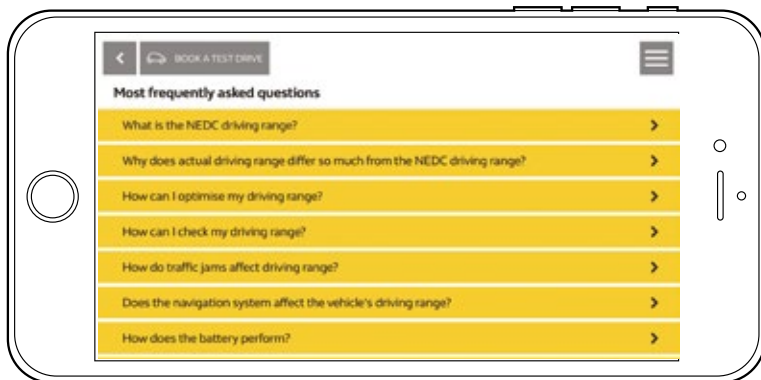 BOOK A TEST DRIVE
Most frequently asked questions
What is the NEDC driving range?
Why does actual driving range differ so much from the NEDC driving range?
How can I optimise my driving range?
How can I check my driving range?
How do traffic jams affect driving range?
Does the navigation system affect the vehicle's driving range?
How does the battery perform?